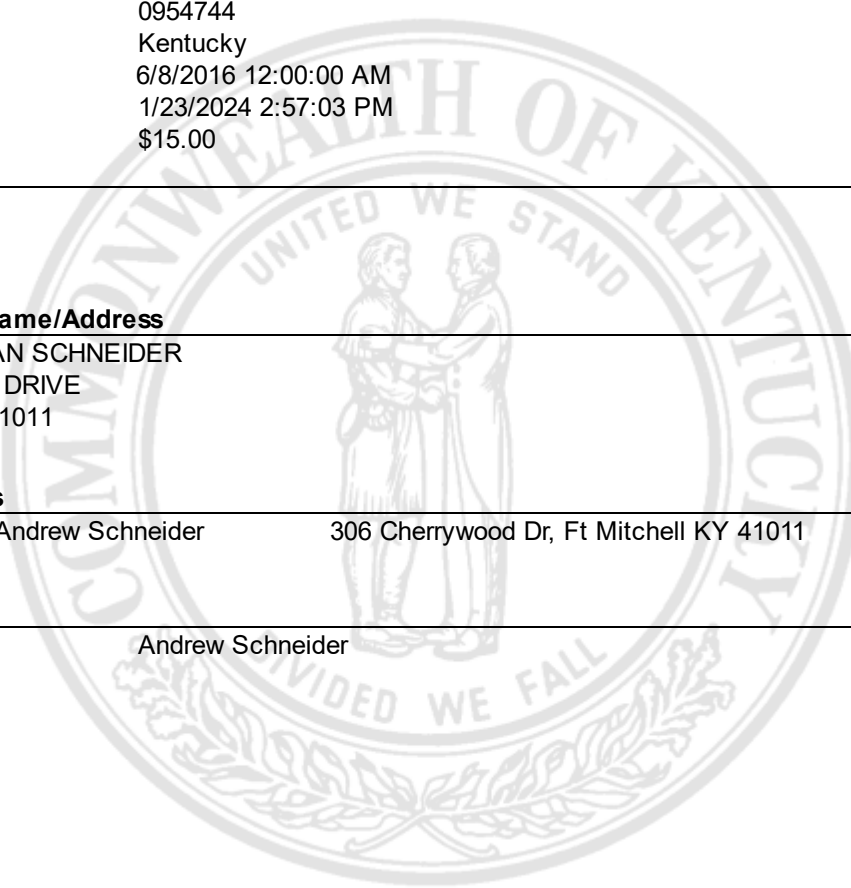 0954744
Kentucky
6/8/2016 12:00:00 AM
1/23/2024 2:57:03 PM
$15.00
COMMONWEALTH OF KENTUCKY
UNITED WE STAND
ame/Address
AN SCHNEIDER
DRIVE
1011
s
Andrew Schneider 306 Cherrywood Dr, Ft Mitchell KY 41011
Andrew Schneider
DIVIDED WE FALL